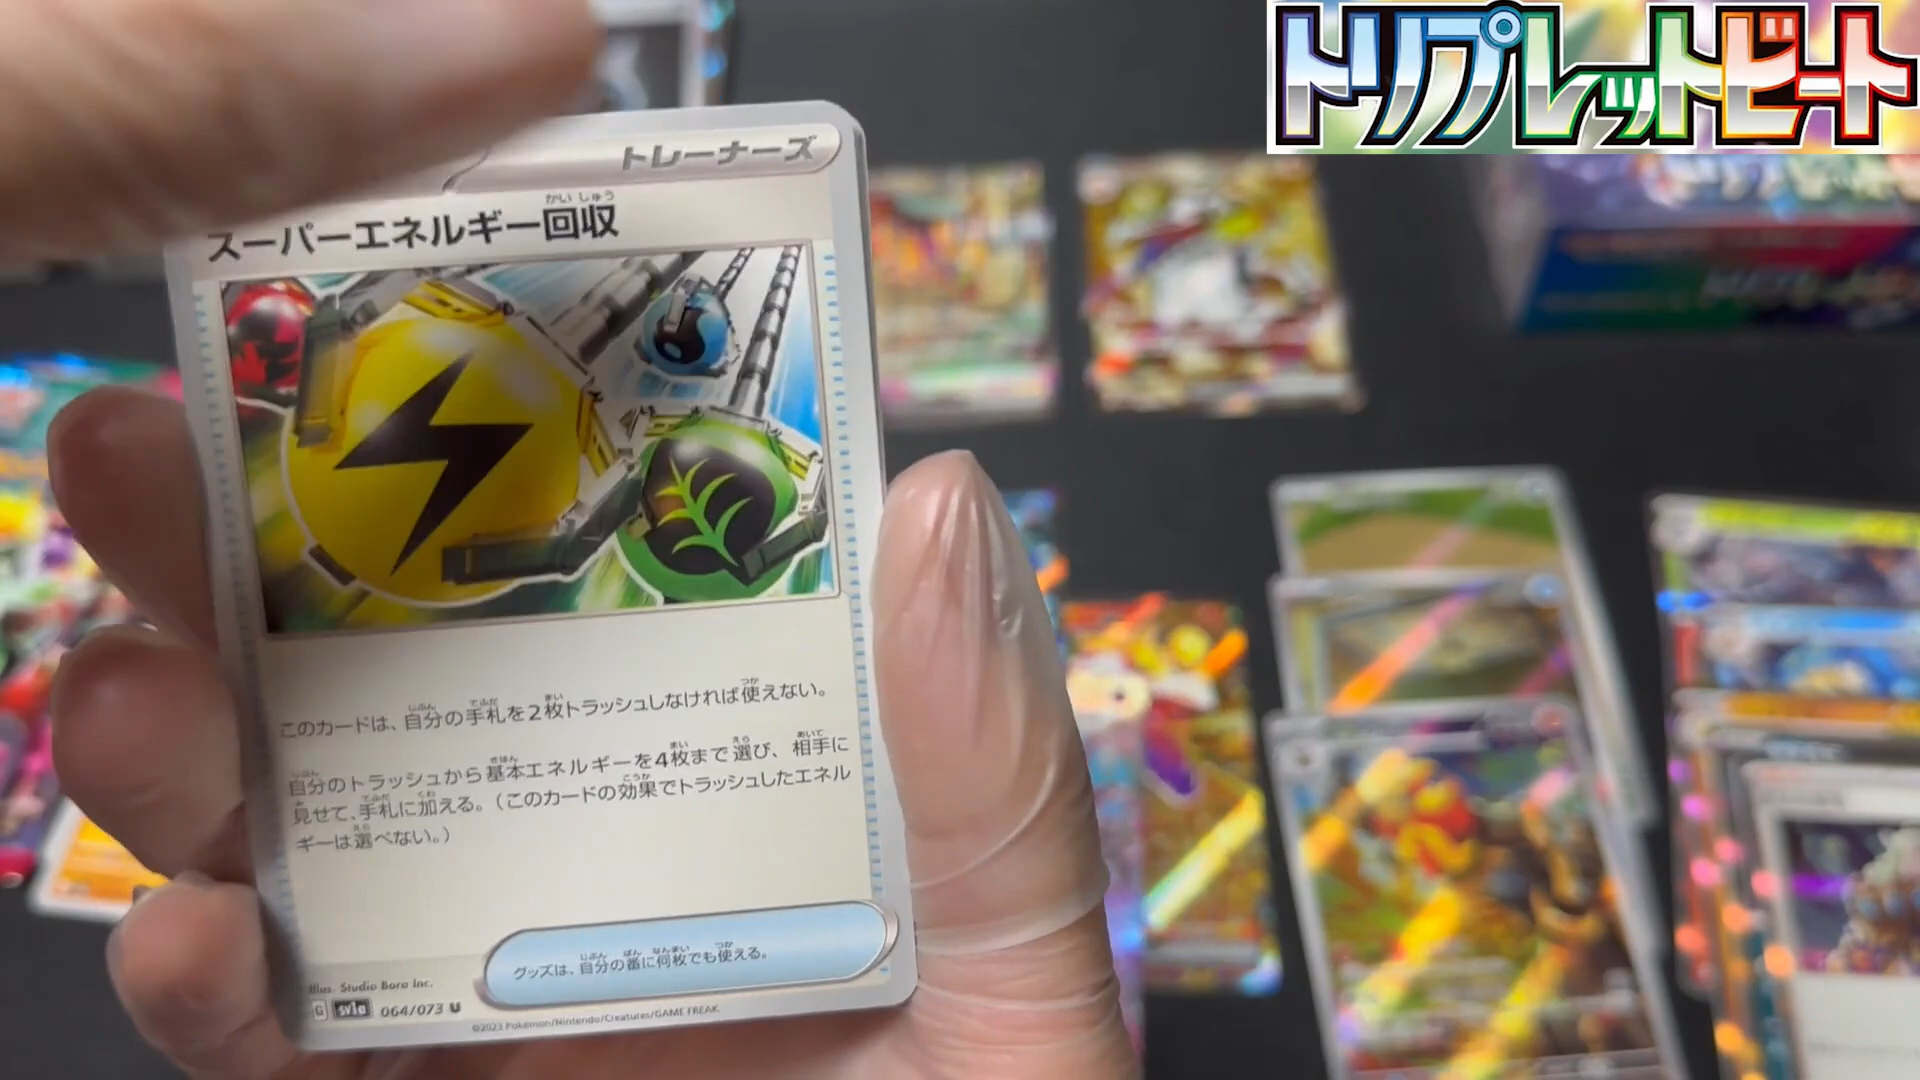 トリプレットビート
トレーナーズ
スーパーエネルギー回収
かいしゅう
このカードは、自分の手札を2枚トラッシュしなければ使えない。
自分のトラッシュから基本エネルギーを4枚まで選び、相手に
見せて、手札に加える。（このカードの効果でトラッシュしたエネル
ギーは選べない。）
グッズは、自分の番に何枚でも使える。
Illus. Studio Bora Inc.
G sv1a 064/073 U
©2023 Pokémon/Nintendo/Creatures/GAME FREAK